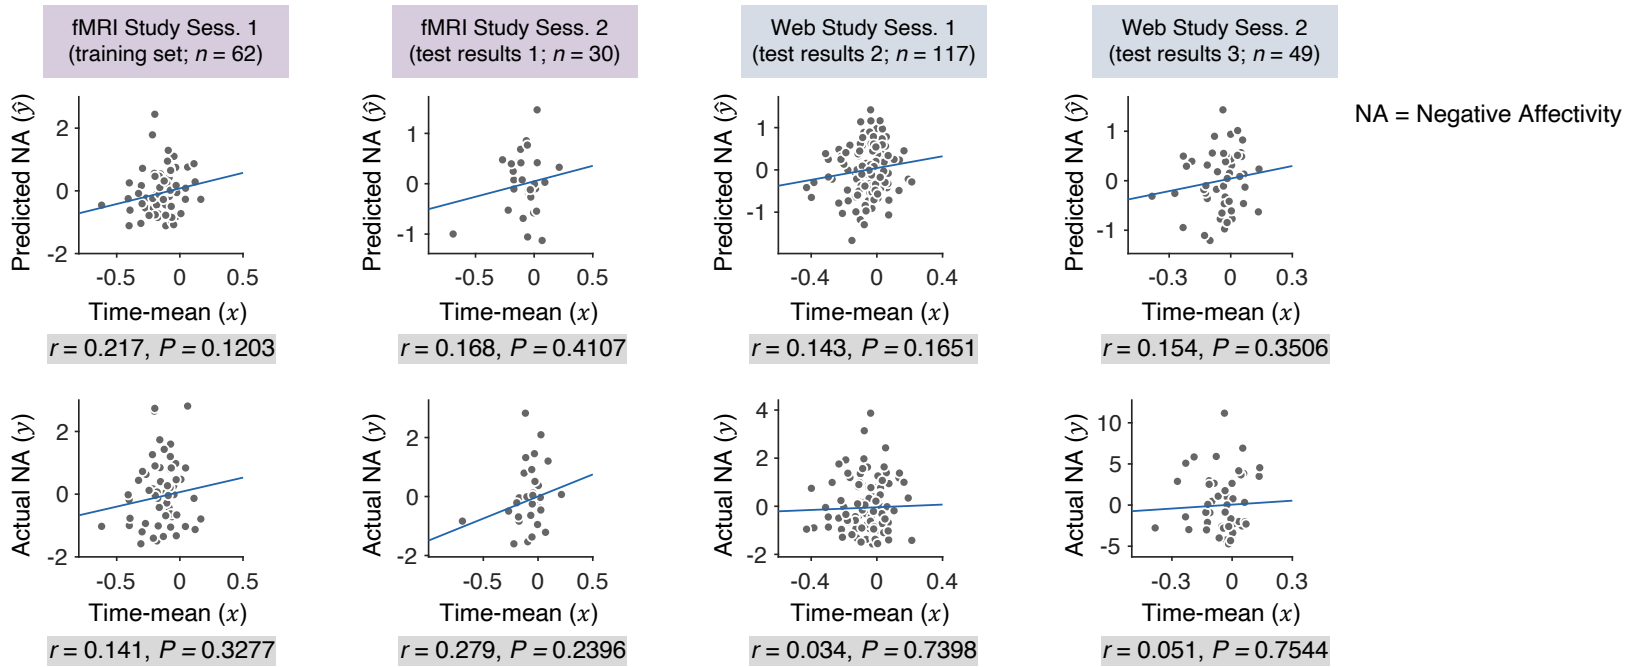 fMRI Study Sess. 1
(training set; n = 62)
fMRI Study Sess. 2
(test results 1; n = 30)
Web Study Sess. 1
(test results 2; n = 117)
Web Study Sess. 2
(test results 3; n = 49)
NA = Negative Affectivity
Predicted NA (ŷ)
2
0
-2
-0.5
0
0.5
Time-mean (x)
r = 0.217, P = 0.1203
Predicted NA (ŷ)
1
0
-1
-0.5
0
Time-mean (x)
r = 0.168, P = 0.4107
Predicted NA (ŷ)
1
0
-1
-0.4
0
0.4
Time-mean (x)
r = 0.143, P = 0.1651
Predicted NA (ŷ)
1
0
-1
-0.3
0
0.3
Time-mean (x)
r = 0.154, P = 0.3506
Actual NA (y)
2
0
-2
-0.5
0
0.5
Time-mean (x)
r = 0.141, P = 0.3277
Actual NA (y)
2
0
-2
-0.5
0
0.5
Time-mean (x)
r = 0.279, P = 0.2396
Actual NA (y)
4
2
0
-2
-0.4
0
0.4
Time-mean (x)
r = 0.034, P = 0.7398
Actual NA (y)
10
5
0
-5
-0.3
0
0.3
Time-mean (x)
r = 0.051, P = 0.7544